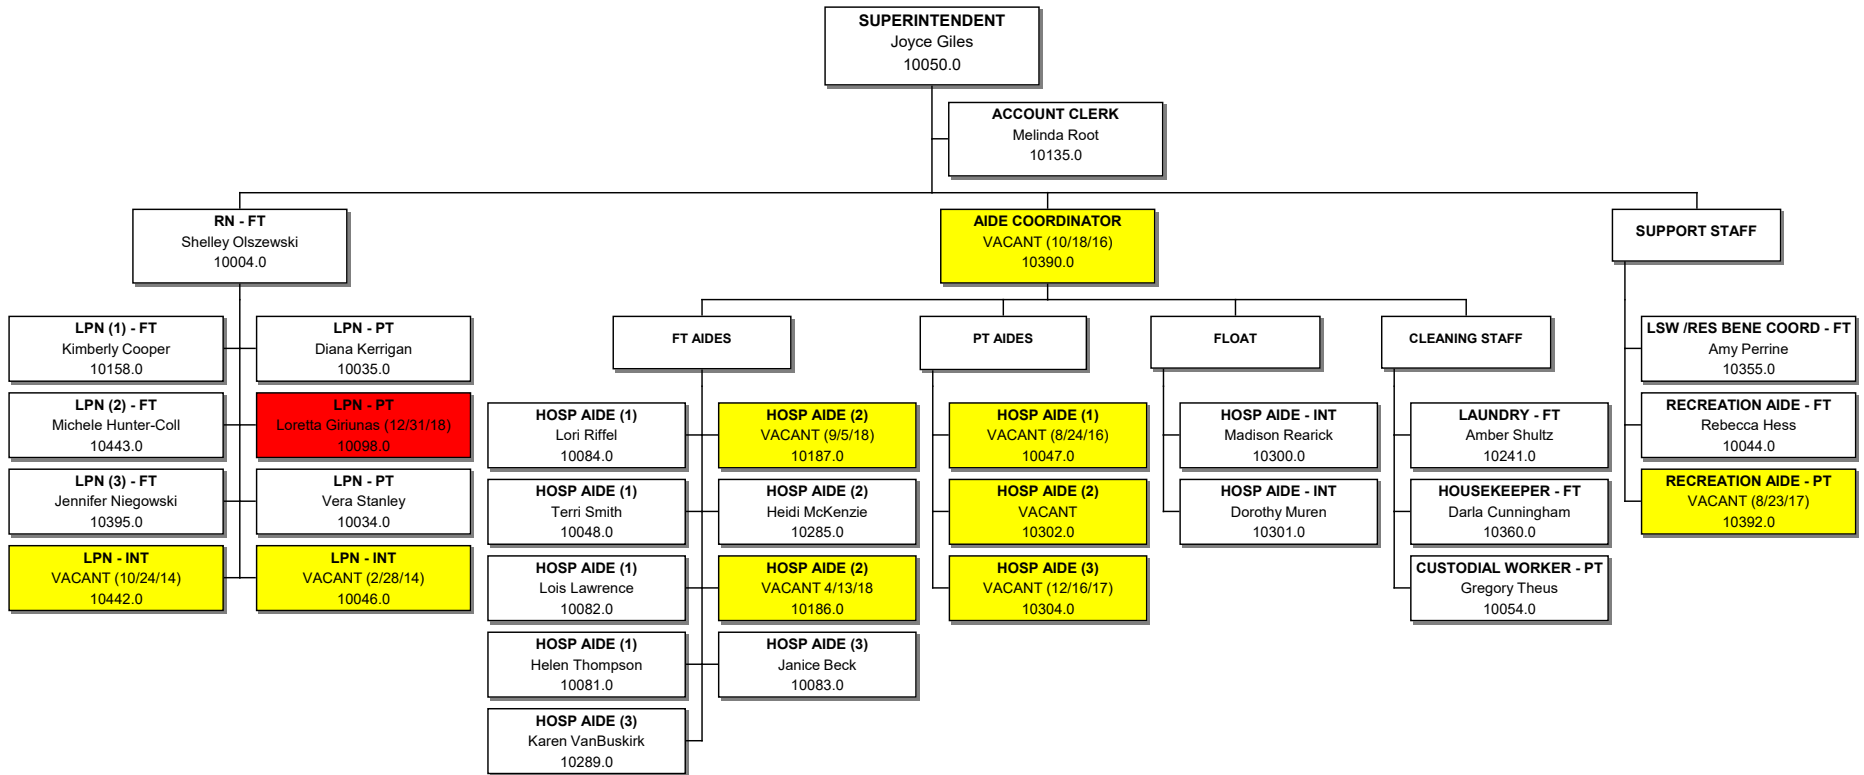 SUPERINTENDENT
Joyce Giles
10050.0
ACCOUNT CLERK
Melinda Root
10135.0
RN - FT
Shelley Olszewski
10004.0
AIDE COORDINATOR
VACANT (10/18/16)
10390.0
SUPPORT STAFF
LPN (1) - FT
Kimberly Cooper
10158.0
LPN - PT
Diana Kerrigan
10035.0
LPN (2) - FT
Michele Hunter-Coll
10443.0
LPN - PT
Loretta Giriunas (12/31/18)
10098.0
LPN (3) - FT
Jennifer Niegowski
10395.0
LPN - PT
Vera Stanley
10034.0
LPN - INT
VACANT (10/24/14)
10442.0
LPN - INT
VACANT (2/28/14)
10046.0
FT AIDES
HOSP AIDE (1)
Lori Riffel
10084.0
HOSP AIDE (2)
VACANT (9/5/18)
10187.0
HOSP AIDE (1)
Terri Smith
10048.0
HOSP AIDE (2)
Heidi McKenzie
10285.0
HOSP AIDE (1)
Lois Lawrence
10082.0
HOSP AIDE (2)
VACANT 4/13/18
10186.0
HOSP AIDE (1)
Helen Thompson
10081.0
HOSP AIDE (3)
Janice Beck
10083.0
HOSP AIDE (3)
Karen VanBuskirk
10289.0
PT AIDES
HOSP AIDE (1)
VACANT (8/24/16)
10047.0
HOSP AIDE (2)
VACANT
10302.0
HOSP AIDE (3)
VACANT (12/16/17)
10304.0
FLOAT
HOSP AIDE - INT
Madison Rearick
10300.0
HOSP AIDE - INT
Dorothy Muren
10301.0
CLEANING STAFF
LAUNDRY - FT
Amber Shultz
10241.0
HOUSEKEEPER - FT
Darla Cunningham
10360.0
CUSTODIAL WORKER - PT
Gregory Theus
10054.0
LSW /RES BENE COORD - FT
Amy Perrine
10355.0
RECREATION AIDE - FT
Rebecca Hess
10044.0
RECREATION AIDE - PT
VACANT (8/23/17)
10392.0